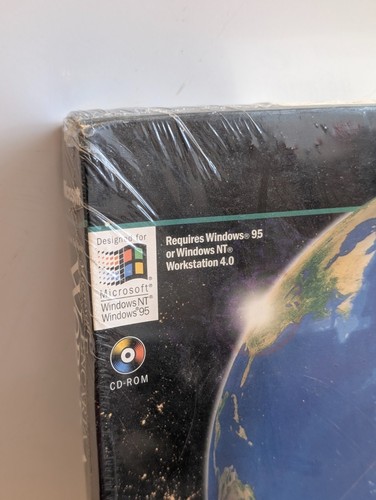 Designed for
Microsoft®
Windows NT®
Windows®95
Requires Windows® 95
or Windows NT®
Workstation 4.0
CD-ROM